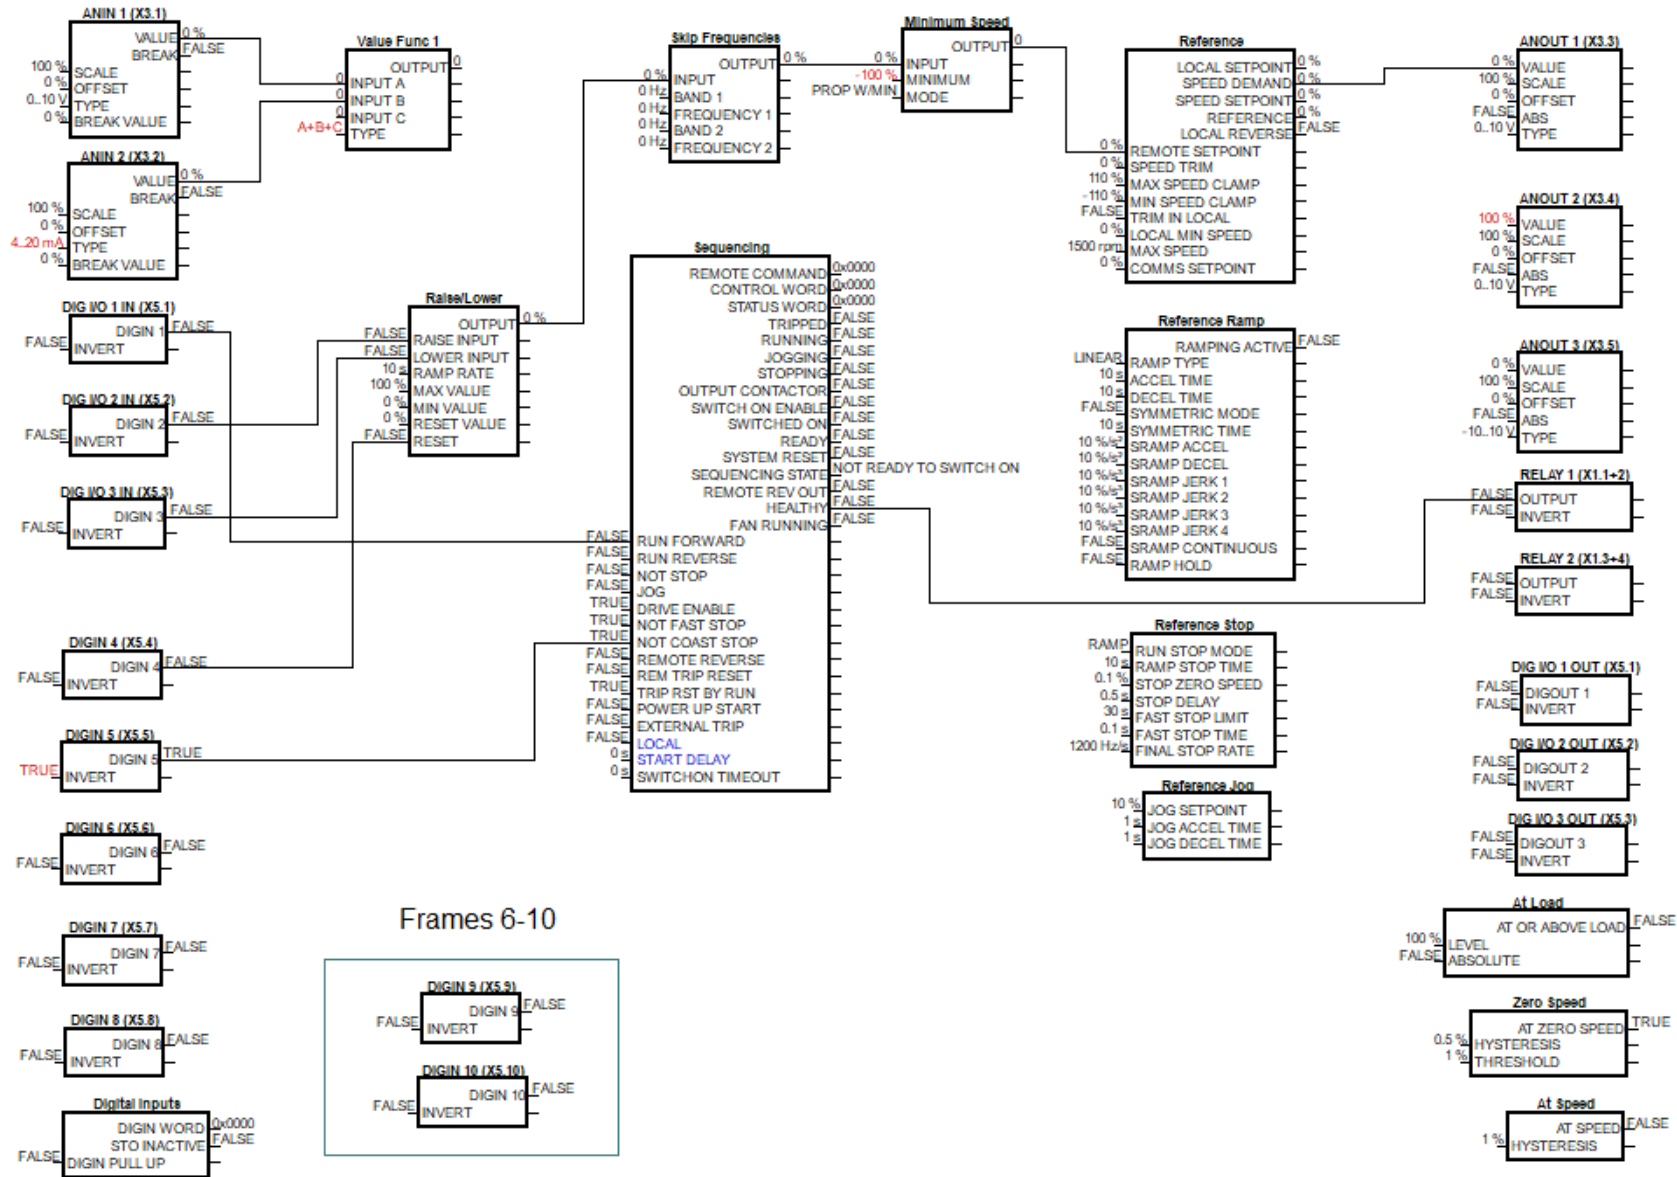 ANIN 1 (X3.1)
VALUE 0 %
BREAK FALSE
100 % SCALE
0 % OFFSET
0..10 V TYPE
0 % BREAK VALUE
ANIN 2 (X3.2)
VALUE 0 %
BREAK FALSE
100 % SCALE
0 % OFFSET
4..20 mA TYPE
0 % BREAK VALUE
Value Func 1
OUTPUT 0
0 INPUT A
0 INPUT B
0 INPUT C
A+B+C TYPE
DIG I/O 1 IN (X5.1)
DIGIN 1 FALSE
FALSE INVERT
DIG I/O 2 IN (X5.2)
DIGIN 2 FALSE
FALSE INVERT
DIG I/O 3 IN (X5.3)
DIGIN 3 FALSE
FALSE INVERT
DIGIN 4 (X5.4)
DIGIN 4 FALSE
FALSE INVERT
DIGIN 5 (X5.5)
DIGIN 5 TRUE
TRUE INVERT
DIGIN 6 (X5.6)
DIGIN 6 FALSE
FALSE INVERT
DIGIN 7 (X5.7)
DIGIN 7 FALSE
FALSE INVERT
DIGIN 8 (X5.8)
DIGIN 8 FALSE
FALSE INVERT
Digital Inputs
DIGIN WORD 0x0000
STO INACTIVE FALSE
FALSE DIGIN PULL UP
Raise/Lower
OUTPUT 0 %
FALSE RAISE INPUT
FALSE LOWER INPUT
10 s RAMP RATE
100 % MAX VALUE
0 % MIN VALUE
0 % RESET VALUE
FALSE RESET
Frames 6-10
DIGIN 9 (X5.9)
DIGIN 9 FALSE
FALSE INVERT
DIGIN 10 (X5.10)
DIGIN 10 FALSE
FALSE INVERT
Skip Frequencies
OUTPUT 0 %
0 % INPUT
0 Hz BAND 1
0 Hz FREQUENCY 1
0 Hz BAND 2
0 Hz FREQUENCY 2
Minimum Speed
OUTPUT 0
0 % INPUT
-100 % MINIMUM
PROP W/MIN MODE
Sequencing
REMOTE COMMAND 0x0000
CONTROL WORD 0x0000
STATUS WORD 0x0000
TRIPPED FALSE
RUNNING FALSE
JOGGING FALSE
STOPPING FALSE
OUTPUT CONTACTOR FALSE
SWITCH ON ENABLE FALSE
SWITCHED ON FALSE
READY FALSE
SYSTEM RESET FALSE
SEQUENCING STATE NOT READY TO SWITCH ON
REMOTE REV OUT FALSE
HEALTHY FALSE
FAN RUNNING FALSE
FALSE RUN FORWARD
FALSE RUN REVERSE
FALSE NOT STOP
FALSE JOG
TRUE DRIVE ENABLE
TRUE NOT FAST STOP
TRUE NOT COAST STOP
FALSE REMOTE REVERSE
FALSE REM TRIP RESET
TRUE TRIP RST BY RUN
FALSE POWER UP START
FALSE EXTERNAL TRIP
FALSE LOCAL
0 s START DELAY
0 s SWITCHON TIMEOUT
Reference
LOCAL SETPOINT 0 %
SPEED DEMAND 0 %
SPEED SETPOINT 0 %
REFERENCE 0 %
LOCAL REVERSE FALSE
0 % REMOTE SETPOINT
0 % SPEED TRIM
110 % MAX SPEED CLAMP
-110 % MIN SPEED CLAMP
FALSE TRIM IN LOCAL
0 % LOCAL MIN SPEED
1500 rpm MAX SPEED
0 % COMMS SETPOINT
Reference Ramp
RAMPING ACTIVE FALSE
LINEAR RAMP TYPE
10 s ACCEL TIME
10 s DECEL TIME
FALSE SYMMETRIC MODE
10 s SYMMETRIC TIME
10 %/s² SRAMP ACCEL
10 %/s² SRAMP DECEL
10 %/s³ SRAMP JERK 1
10 %/s³ SRAMP JERK 2
10 %/s³ SRAMP JERK 3
10 %/s³ SRAMP JERK 4
FALSE SRAMP CONTINUOUS
FALSE RAMP HOLD
Reference Stop
RAMP RUN STOP MODE
10 s RAMP STOP TIME
0.1 % STOP ZERO SPEED
0.5 s STOP DELAY
30 s FAST STOP LIMIT
0.1 s FAST STOP TIME
1200 Hz/s FINAL STOP RATE
Reference Jog
10 % JOG SETPOINT
1 s JOG ACCEL TIME
1 s JOG DECEL TIME
ANOUT 1 (X3.3)
0 % VALUE
100 % SCALE
0 % OFFSET
FALSE ABS
0..10 V TYPE
ANOUT 2 (X3.4)
100 % VALUE
100 % SCALE
0 % OFFSET
FALSE ABS
0..10 V TYPE
ANOUT 3 (X3.5)
0 % VALUE
100 % SCALE
0 % OFFSET
FALSE ABS
-10..10 V TYPE
RELAY 1 (X1.1+2)
FALSE OUTPUT
FALSE INVERT
RELAY 2 (X1.3+4)
FALSE OUTPUT
FALSE INVERT
DIG I/O 1 OUT (X5.1)
FALSE DIGOUT 1
FALSE INVERT
DIG I/O 2 OUT (X5.2)
FALSE DIGOUT 2
FALSE INVERT
DIG I/O 3 OUT (X5.3)
FALSE DIGOUT 3
FALSE INVERT
At Load
AT OR ABOVE LOAD FALSE
100 % LEVEL
FALSE ABSOLUTE
Zero Speed
AT ZERO SPEED TRUE
0.5 % HYSTERESIS
1 % THRESHOLD
At Speed
AT SPEED FALSE
1 % HYSTERESIS